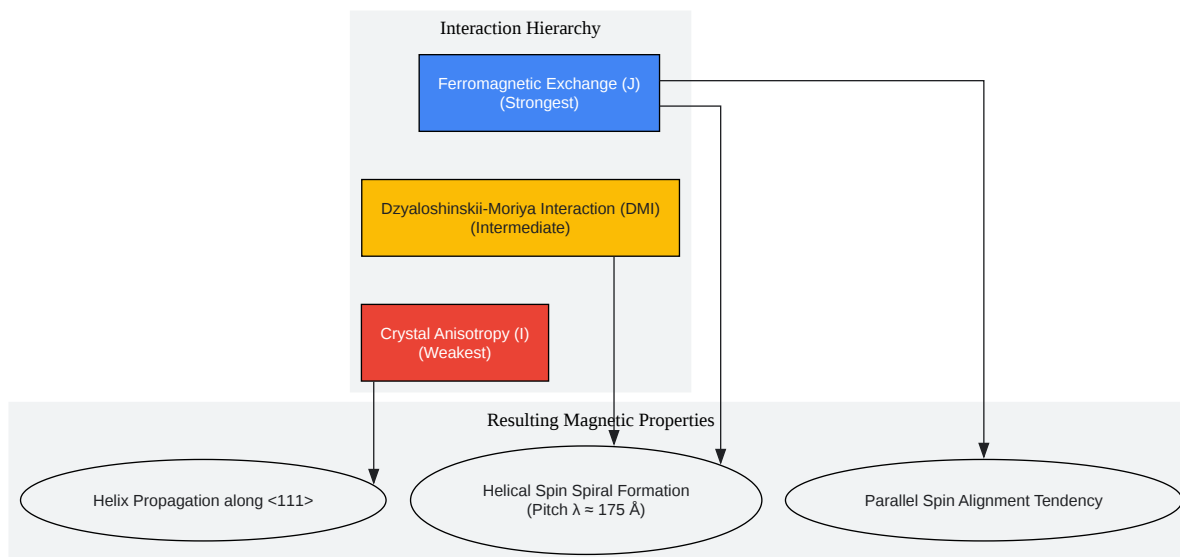 Interaction Hierarchy
Ferromagnetic Exchange (J)
(Strongest)
Dzyaloshinskii-Moriya Interaction (DMI)
(Intermediate)
Crystal Anisotropy (I)
(Weakest)
Resulting Magnetic Properties
Helix Propagation along <111>
Helical Spin Spiral Formation
(Pitch λ ≈ 175 Å)
Parallel Spin Alignment Tendency